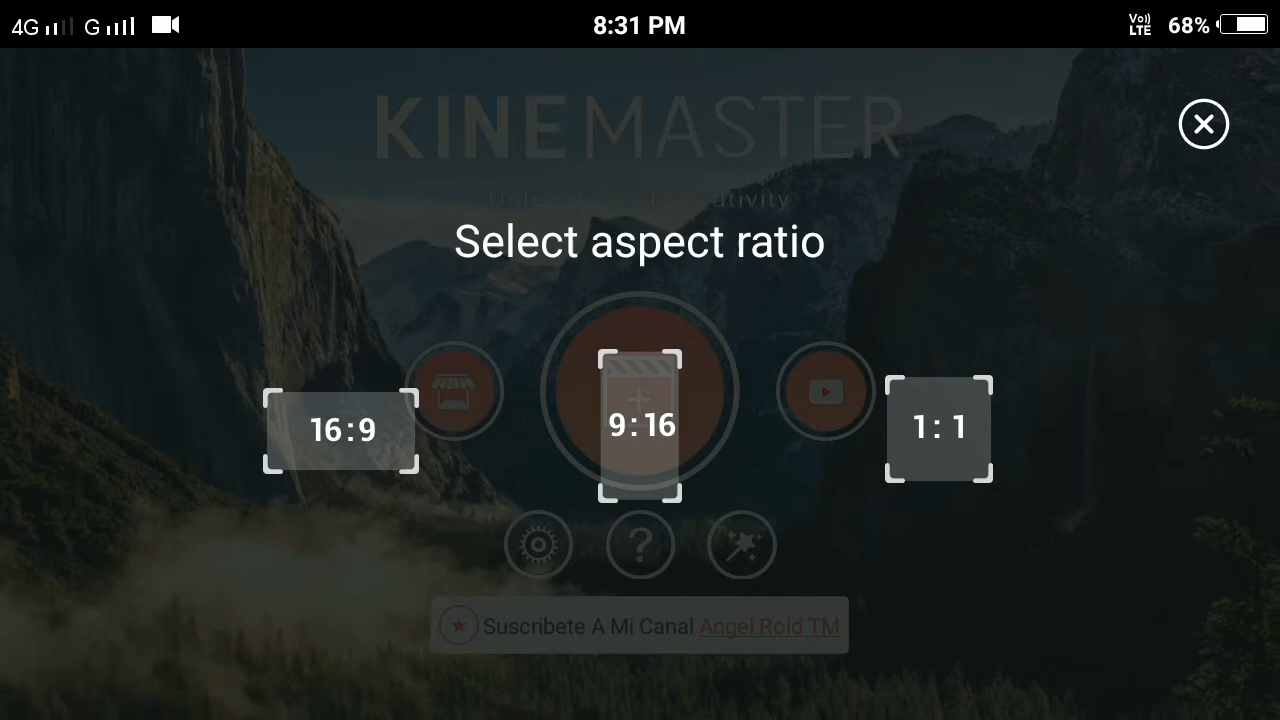 4G G 8:31 PM Vo)) LTE 68%
KINEMASTER
Select aspect ratio
16:9 9:16 1:1
?
Suscribete A Mi Canal Angel Roid TM